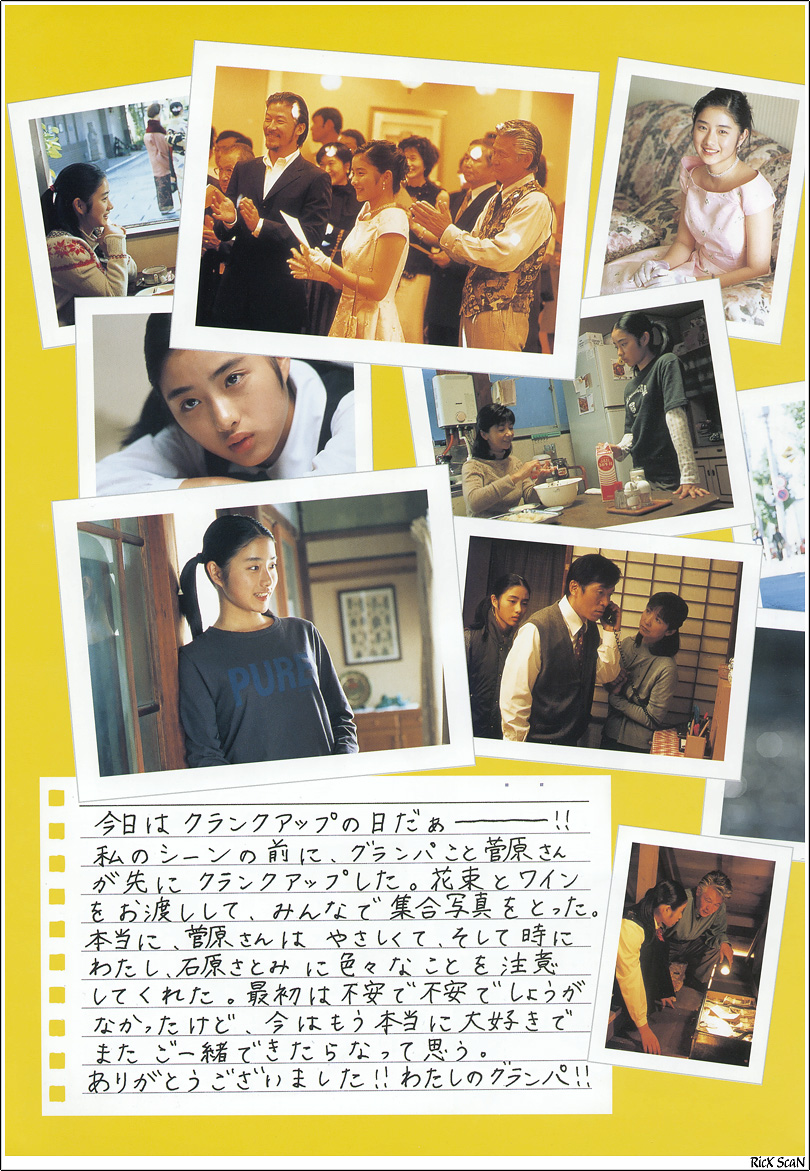 PURE
今日は クランクアップの日だぁ────!!
私のシーンの前に、グランパこと菅原さん
が先に クランクアップした。花束とワイン
をお渡しして、みんなで 集合写真をとった。
本当に、菅原さんは やさしくて、そして時に
わたし、石原さとみ に色々なことを注意
してくれた。最初は不安で不安でしょうが
なかったけど、今はもう本当に大好きで
また ご一緒できたらなって思う。
ありがとうございました!! わたしのグランパ!!
RicX ScaN